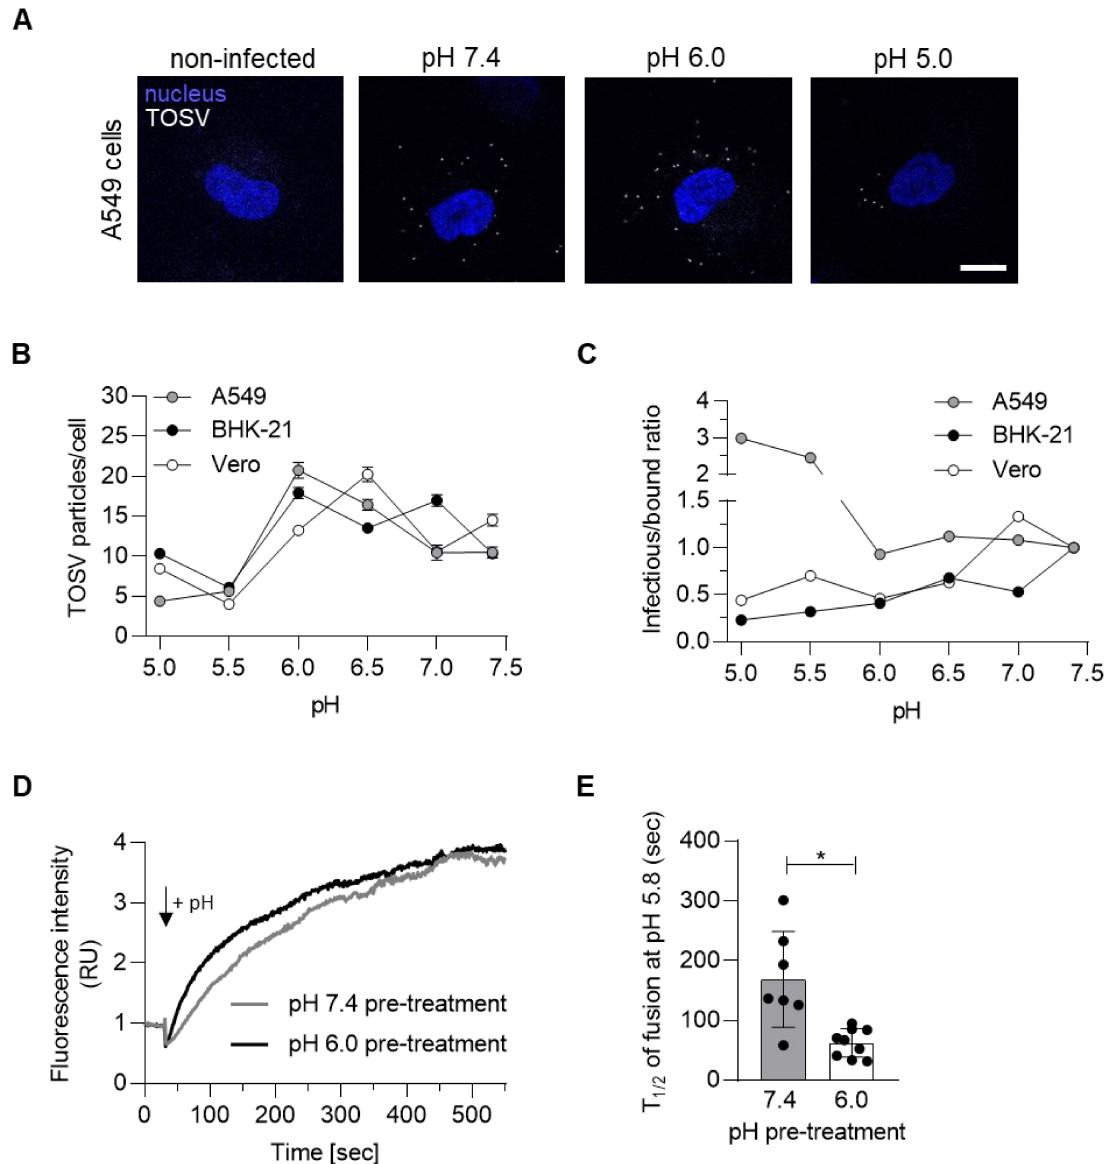 A
non-infected
pH 7.4
pH 6.0
pH 5.0
nucleus
TOSV
A549 cells
B
TOSV particles/cell
30
25
20
15
10
5
0
A549
BHK-21
Vero
5.0 5.5 6.0 6.5 7.0 7.5
pH
C
Infectious/bound ratio
4
3
2
1.5
1.0
0.5
0.0
A549
BHK-21
Vero
5.0 5.5 6.0 6.5 7.0 7.5
pH
D
Fluorescence intensity
(RU)
4
3
2
1
0
+ pH
pH 7.4 pre-treatment
pH 6.0 pre-treatment
0 100 200 300 400 500
Time [sec]
E
T1/2 of fusion at pH 5.8 (sec)
400
300
200
100
0
*
7.4 6.0
pH pre-treatment